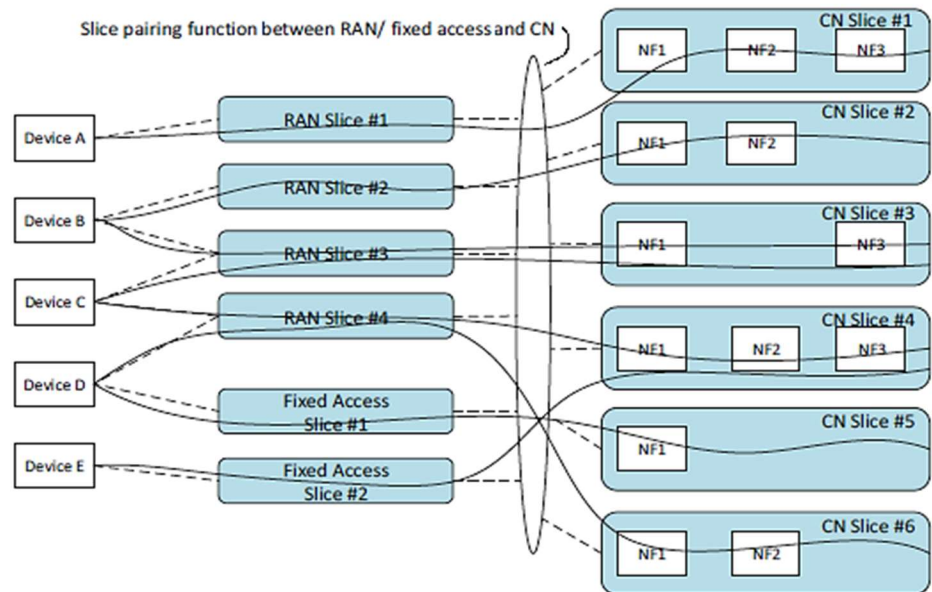 Slice pairing function between RAN/ fixed access and CN
Device A
Device B
Device C
Device D
Device E
RAN Slice #1
RAN Slice #2
RAN Slice #3
RAN Slice #4
Fixed Access
Slice #1
Fixed Access
Slice #2
CN Slice #1
NF1
NF2
NF3
CN Slice #2
NF1
NF2
CN Slice #3
NF1
NF3
CN Slice #4
NF1
NF2
NF3
CN Slice #5
NF1
CN Slice #6
NF1
NF2